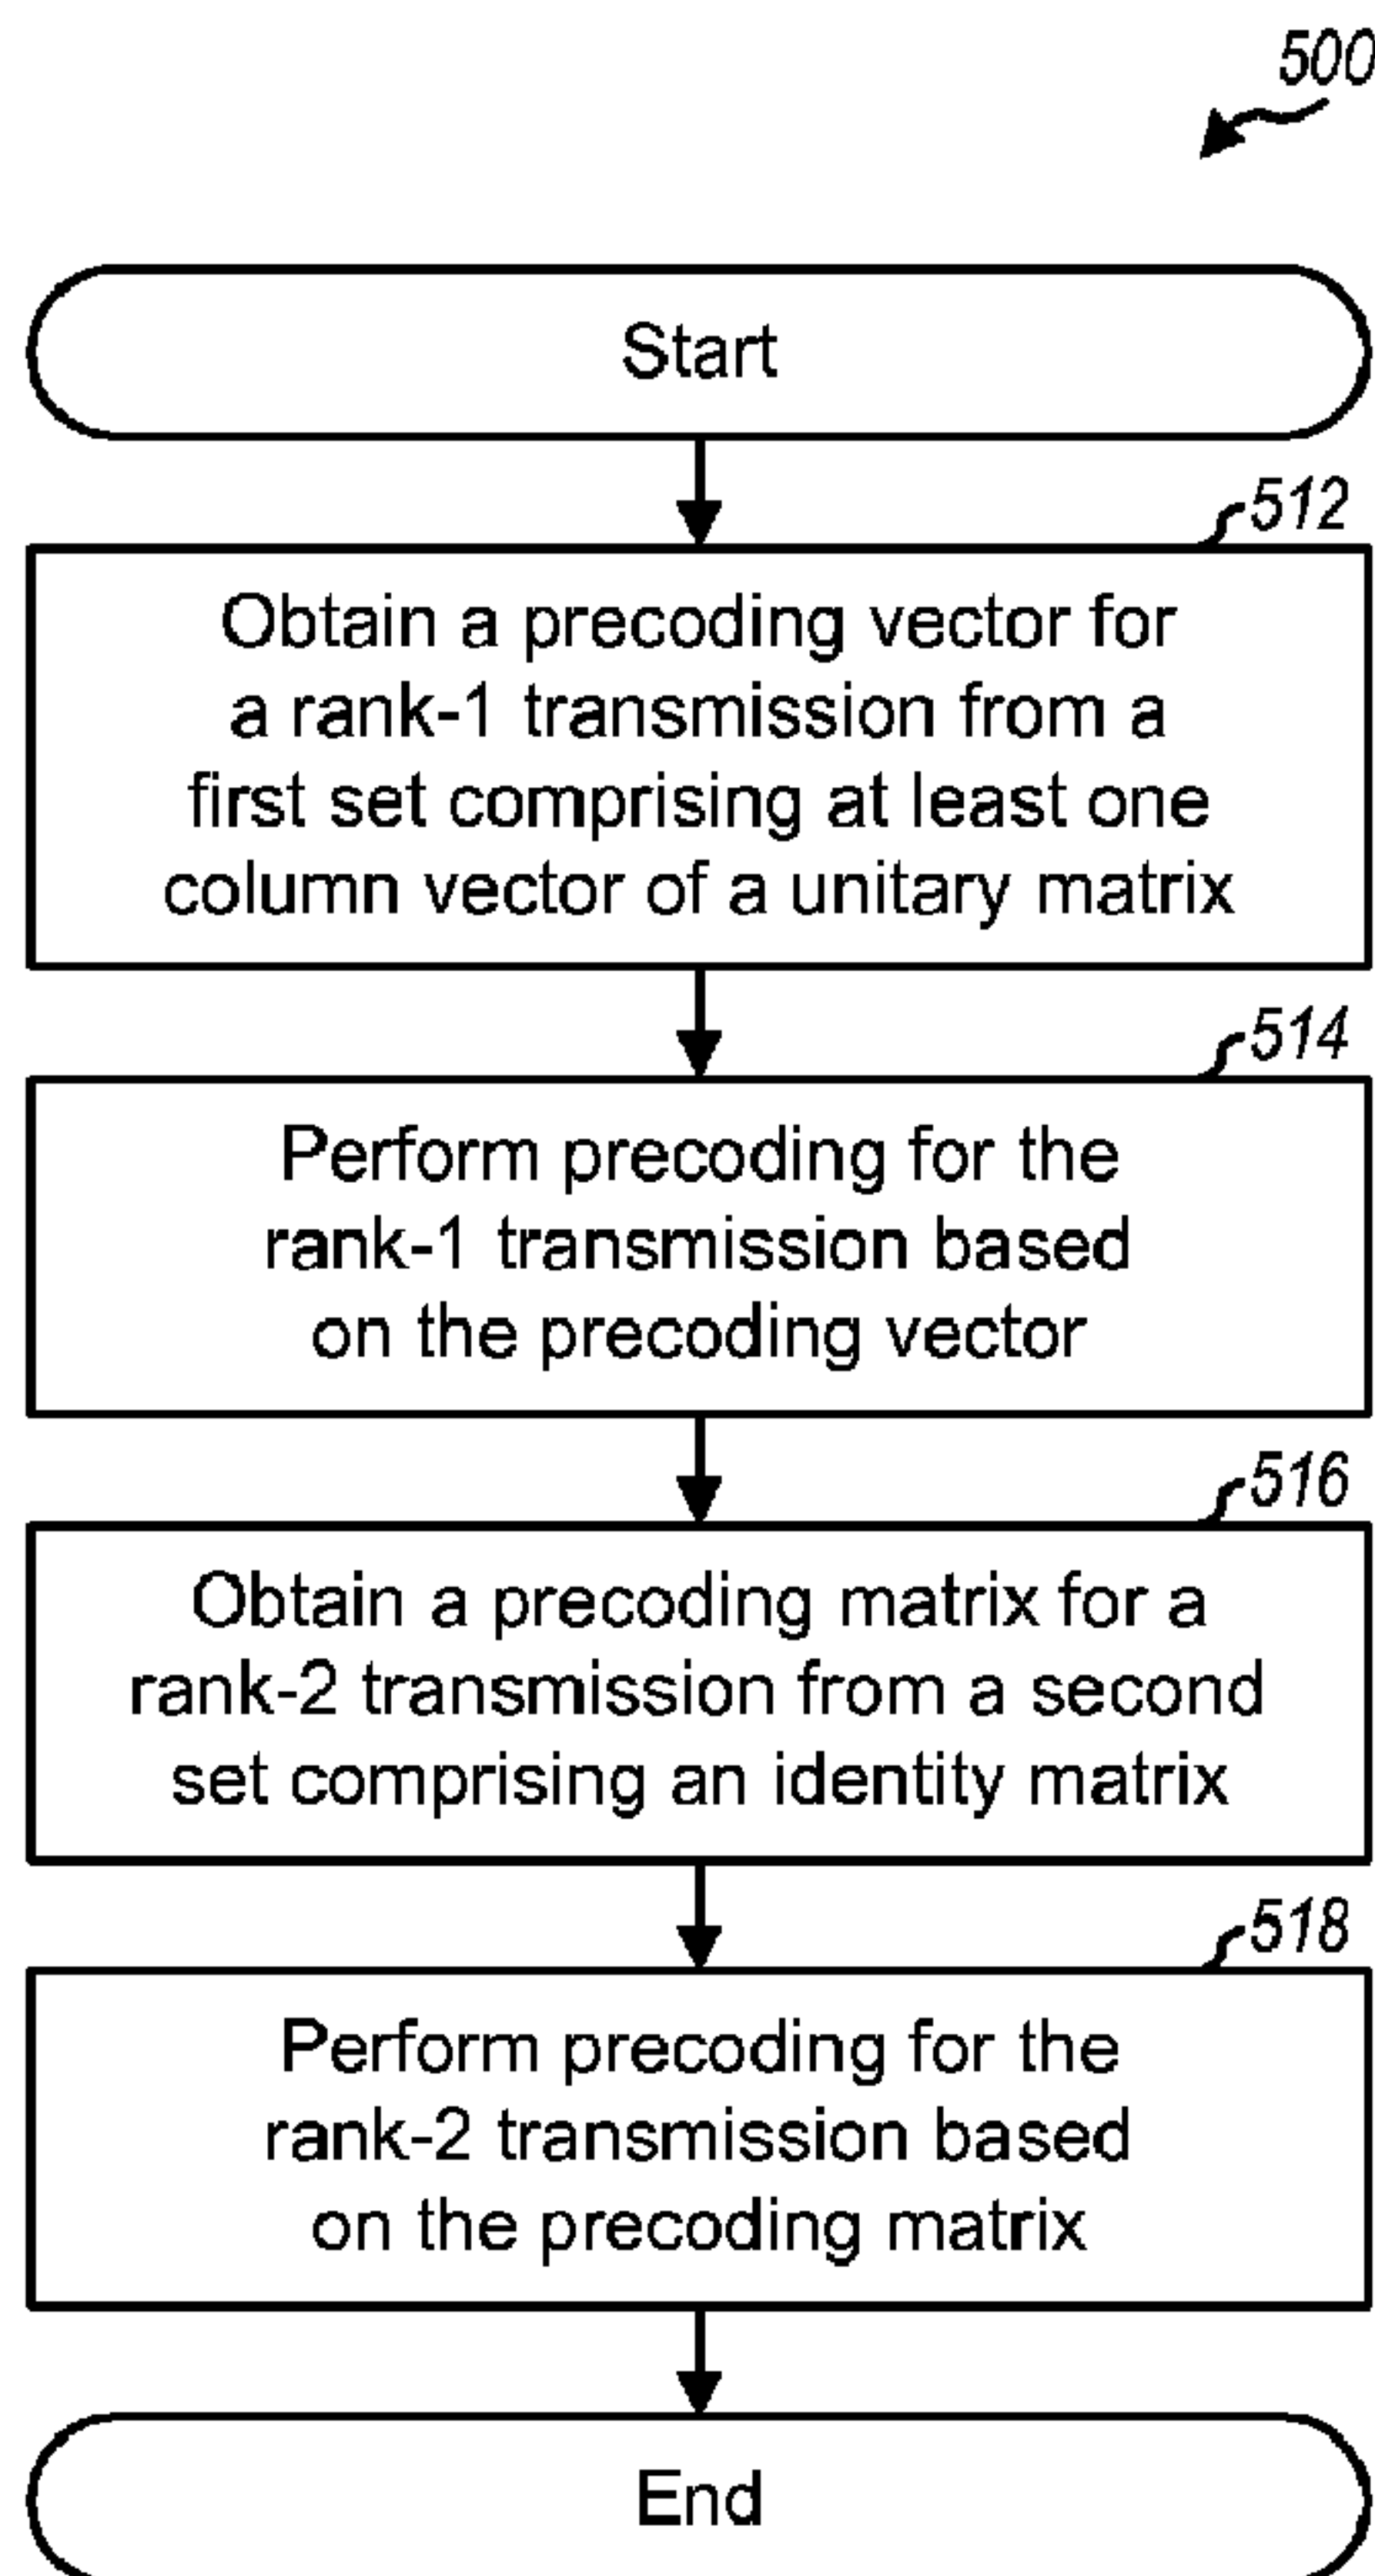 500
Start
512
Obtain a precoding vector for
a rank-1 transmission from a
first set comprising at least one
column vector of a unitary matrix
514
Perform precoding for the
rank-1 transmission based
on the precoding vector
516
Obtain a precoding matrix for a
rank-2 transmission from a second
set comprising an identity matrix
518
Perform precoding for the
rank-2 transmission based
on the precoding matrix
End